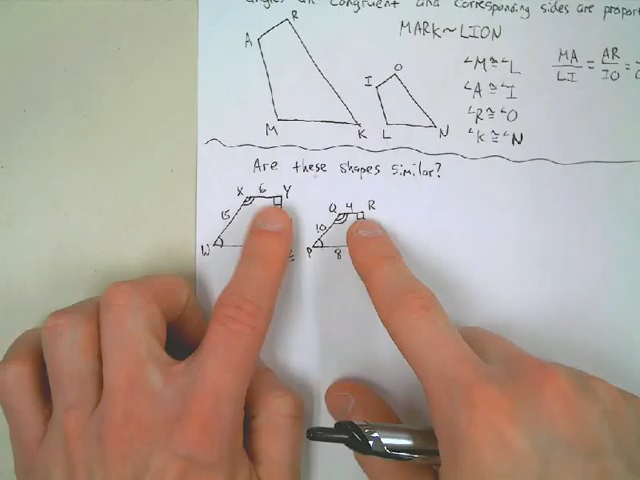 angles are congruent and corresponding sides are propor
MARK~LION
R
A
M
K
O
I
L
N
∠M≅∠L
∠A≅∠I
∠R≅∠O
∠K≅∠N
MA/LI = AR/IO =
Are these shapes similar?
X 6 Y
15
W
Q 4 R
10
P 8